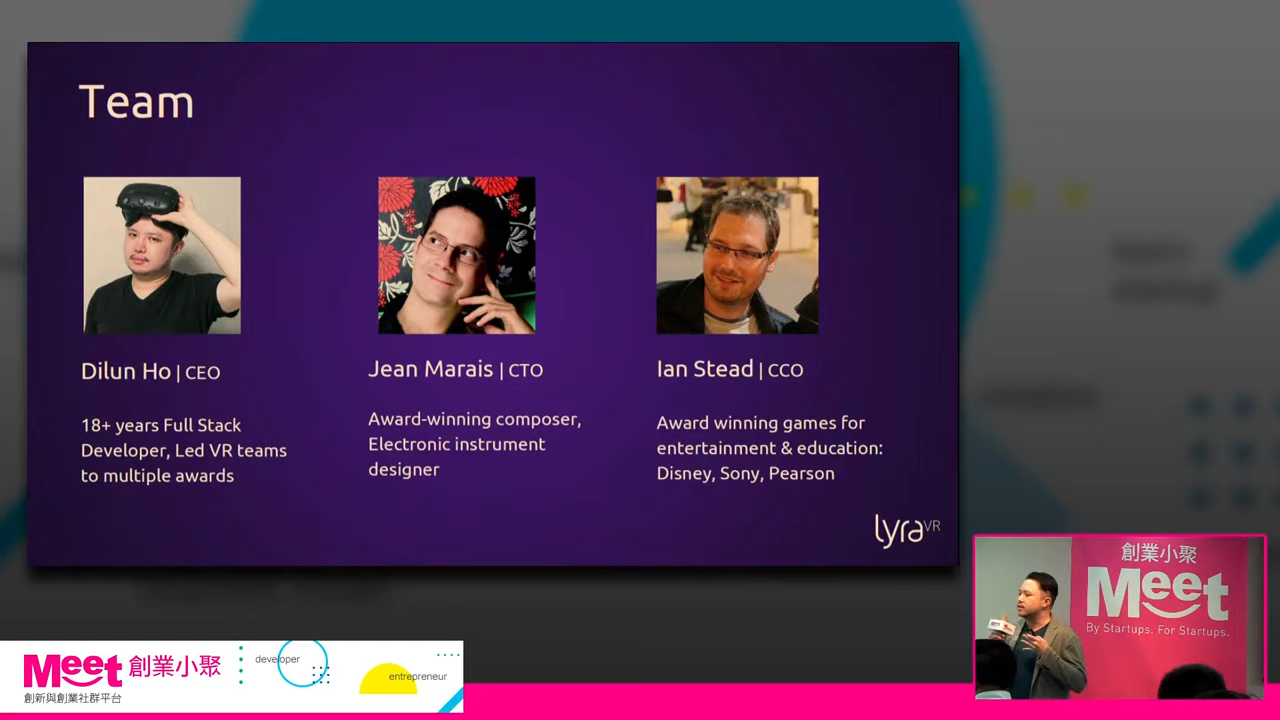 Team
Dilun Ho | CEO
18+ years Full Stack
Developer, Led VR teams
to multiple awards
Jean Marais | CTO
Award-winning composer,
Electronic instrument
designer
Ian Stead | CCO
Award winning games for
entertainment & education:
Disney, Sony, Pearson
lyraVR
創業小聚
Meet
By Startups. For Startups.
Meet 創業小聚
創新與創業社群平台
developer
entrepreneur